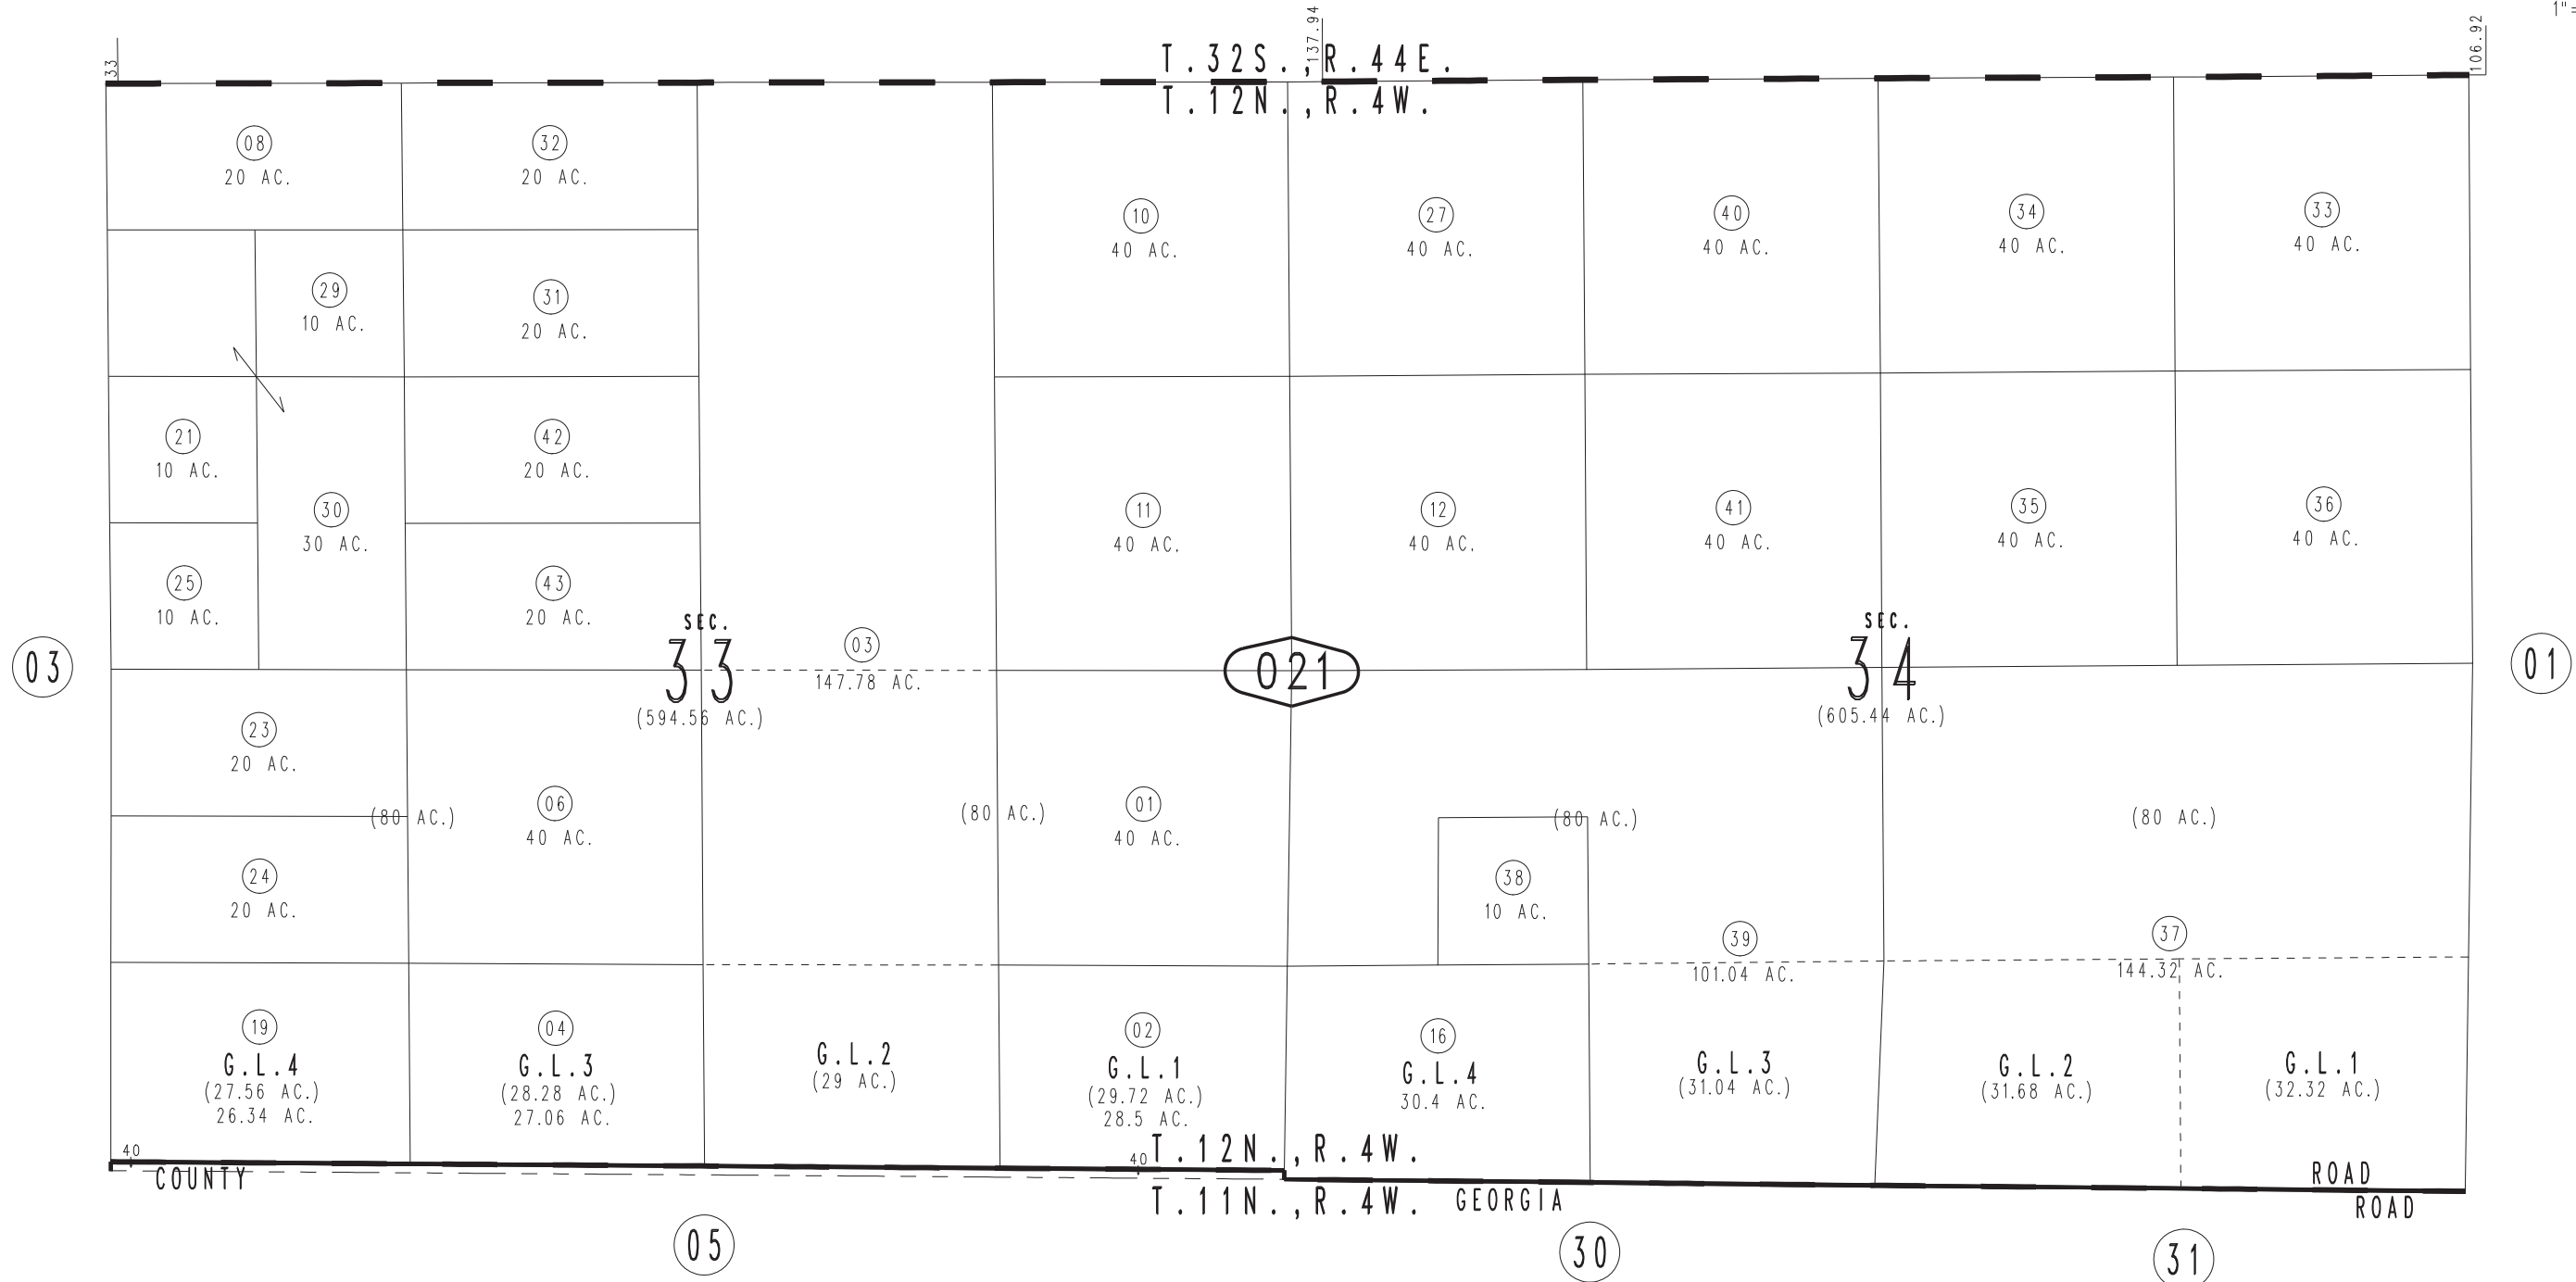 1"=
33
137.94
106.92
T.32S.,R.44E.
T.12N.,R.4W.
08
20 AC.
32
20 AC.
10
40 AC.
27
40 AC.
40
40 AC.
34
40 AC.
33
40 AC.
29
10 AC.
31
20 AC.
21
10 AC.
42
20 AC.
30
30 AC.
11
40 AC.
12
40 AC.
41
40 AC.
35
40 AC.
36
40 AC.
25
10 AC.
43
20 AC.
03
SEC.
33
(594.56 AC.)
03
147.78 AC.
021
SEC.
34
(605.44 AC.)
01
23
20 AC.
(80 AC.)
06
40 AC.
(80 AC.)
01
40 AC.
(80 AC.)
(80 AC.)
24
20 AC.
38
10 AC.
39
101.04 AC.
37
144.32 AC.
19
G.L.4
(27.56 AC.)
26.34 AC.
04
G.L.3
(28.28 AC.)
27.06 AC.
G.L.2
(29 AC.)
02
G.L.1
(29.72 AC.)
28.5 AC.
16
G.L.4
30.4 AC.
G.L.3
(31.04 AC.)
G.L.2
(31.68 AC.)
G.L.1
(32.32 AC.)
40
40
T.12N.,R.4W.
COUNTY
ROAD
T.11N.,R.4W.
GEORGIA
ROAD
05
30
31